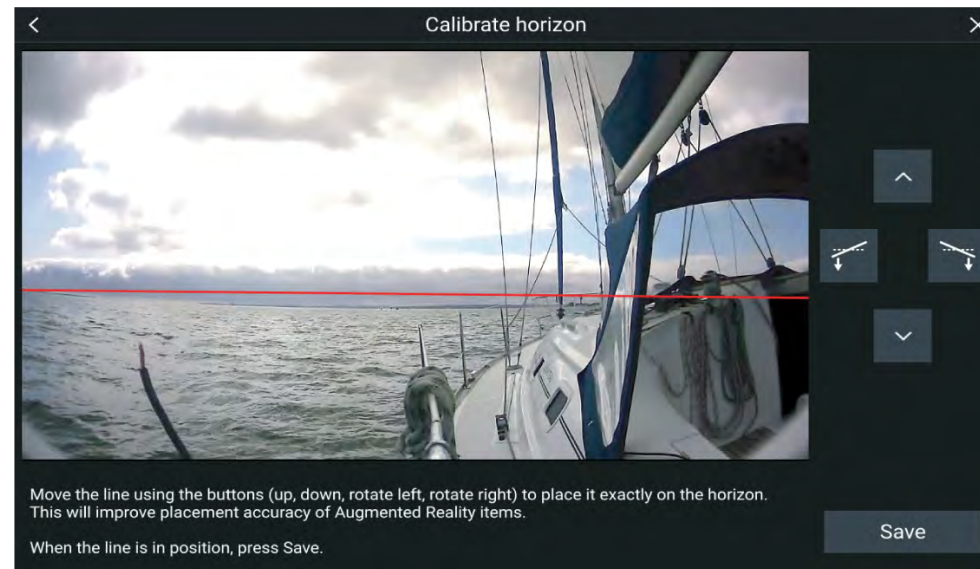 Calibrate horizon
Move the line using the buttons (up, down, rotate left, rotate right) to place it exactly on the horizon.
This will improve placement accuracy of Augmented Reality items.
When the line is in position, press Save.
Save